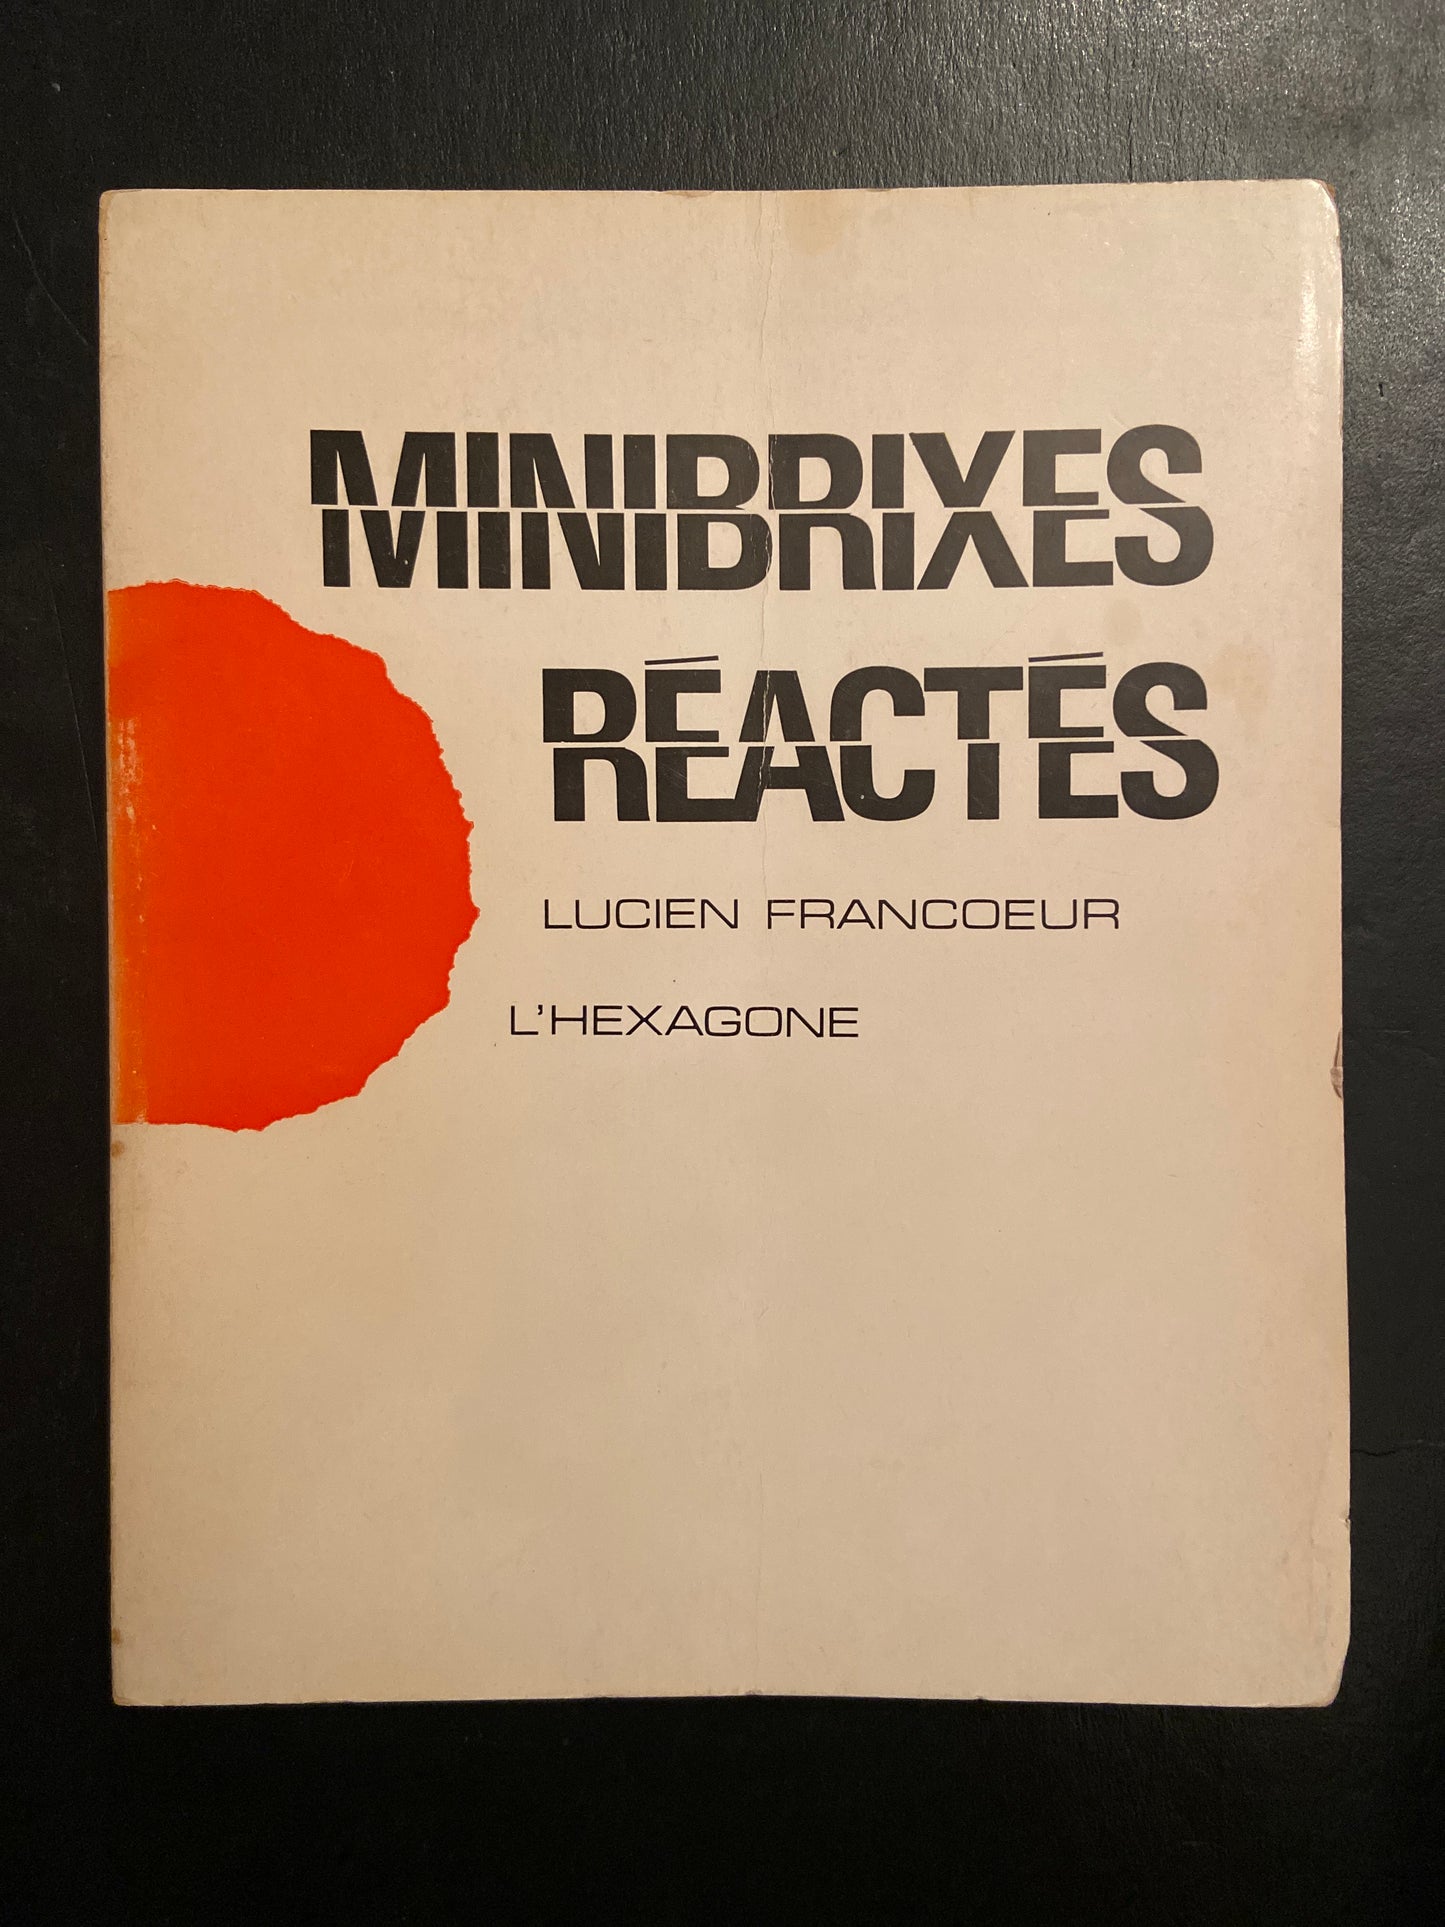 MINIBRIXES
RÉACTÉS
LUCIEN FRANCOEUR
L'HEXAGONE